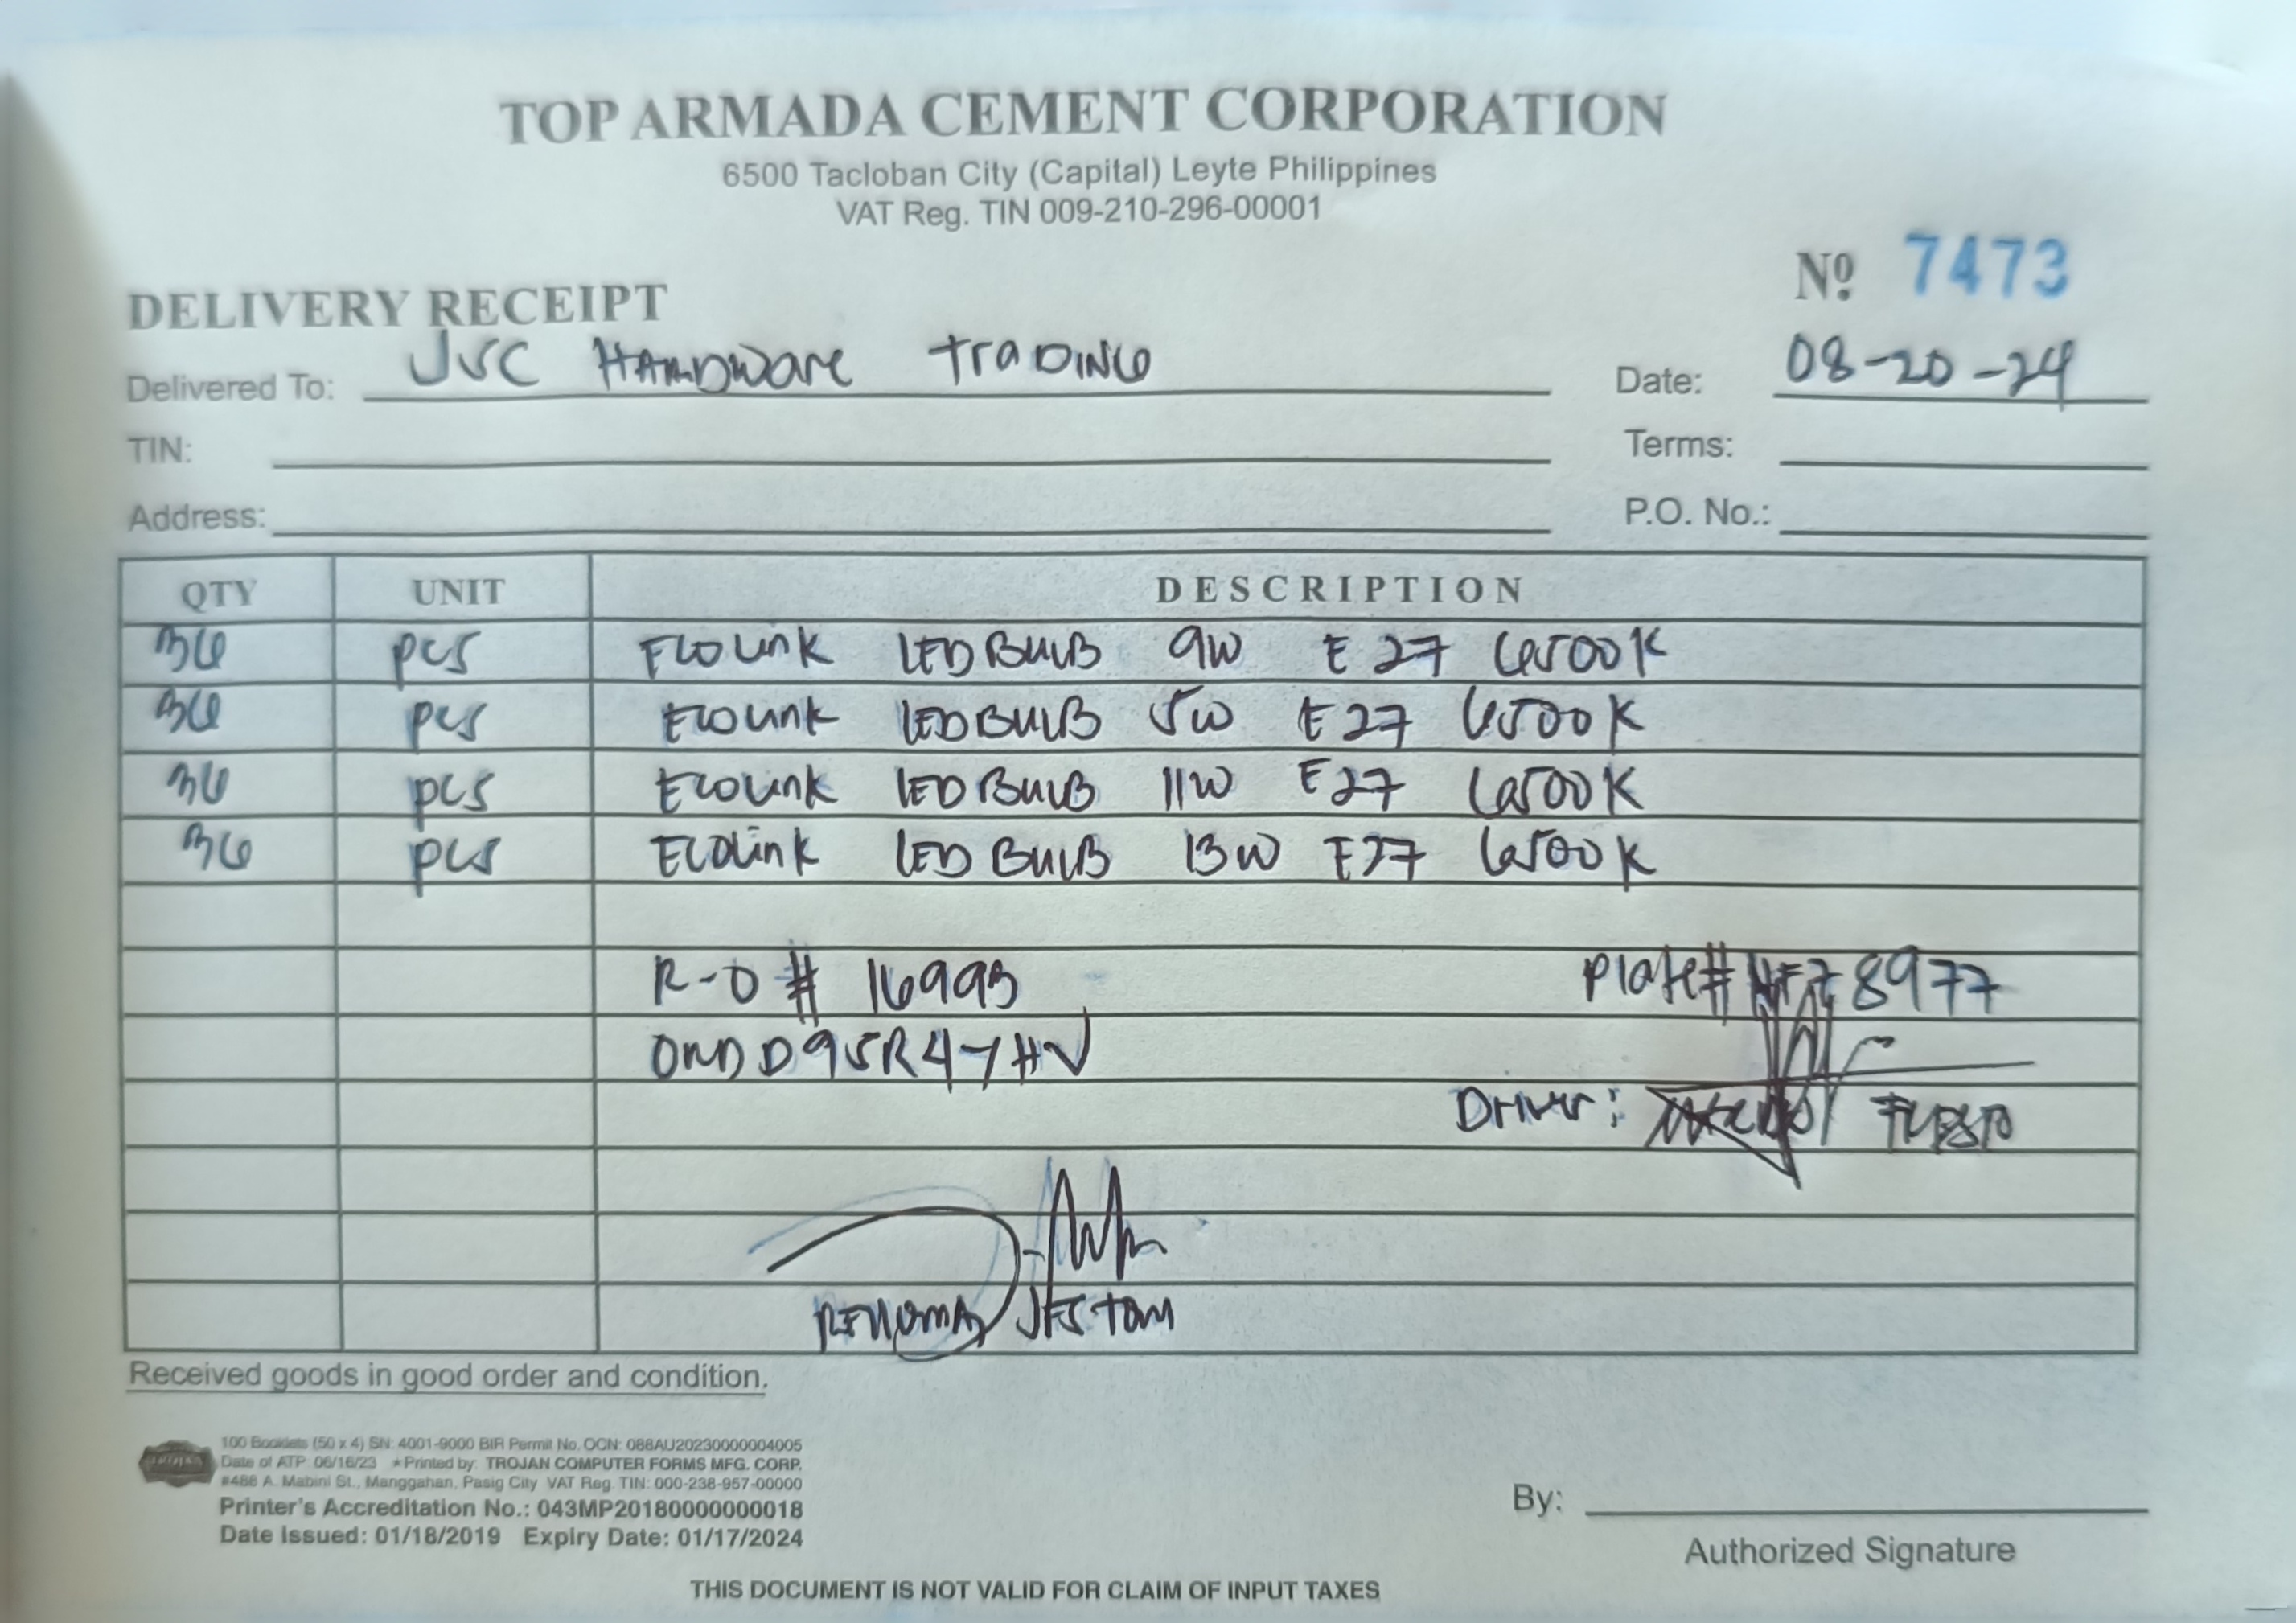 TOP ARMADA CEMENT CORPORATION
6500 Tacloban City (Capital) Leyte Philippines
VAT Reg. TIN 009-210-296-00001
Nº 7473
DELIVERY RECEIPT
Delivered To: JVC Hardware Trading Date: 08-20-24
TIN: Terms:
Address: P.O. No.:
QTY UNIT DESCRIPTION
36 pcs Ecolink LED Bulb 9W E27 6500K
36 pcs Ecolink LED Bulb 5W E27 6500K
36 pcs Ecolink LED Bulb 11W E27 6500K
36 pcs Ecolink LED Bulb 13W E27 6500K
R-O # 16993 Plate# 8977
Driver:
Received goods in good order and condition.
100 Booklets (50 x 4) SN: 4001-9000 BIR Permit No. OCN: 088AU20230000004005
Date of ATP: 06/16/23 *Printed by: TROJAN COMPUTER FORMS MFG. CORP.
#488 A. Mabini St., Manggahan, Pasig City VAT Reg. TIN: 000-238-957-00000
Printer's Accreditation No.: 043MP20180000000018
Date Issued: 01/18/2019 Expiry Date: 01/17/2024
By:
Authorized Signature
THIS DOCUMENT IS NOT VALID FOR CLAIM OF INPUT TAXES